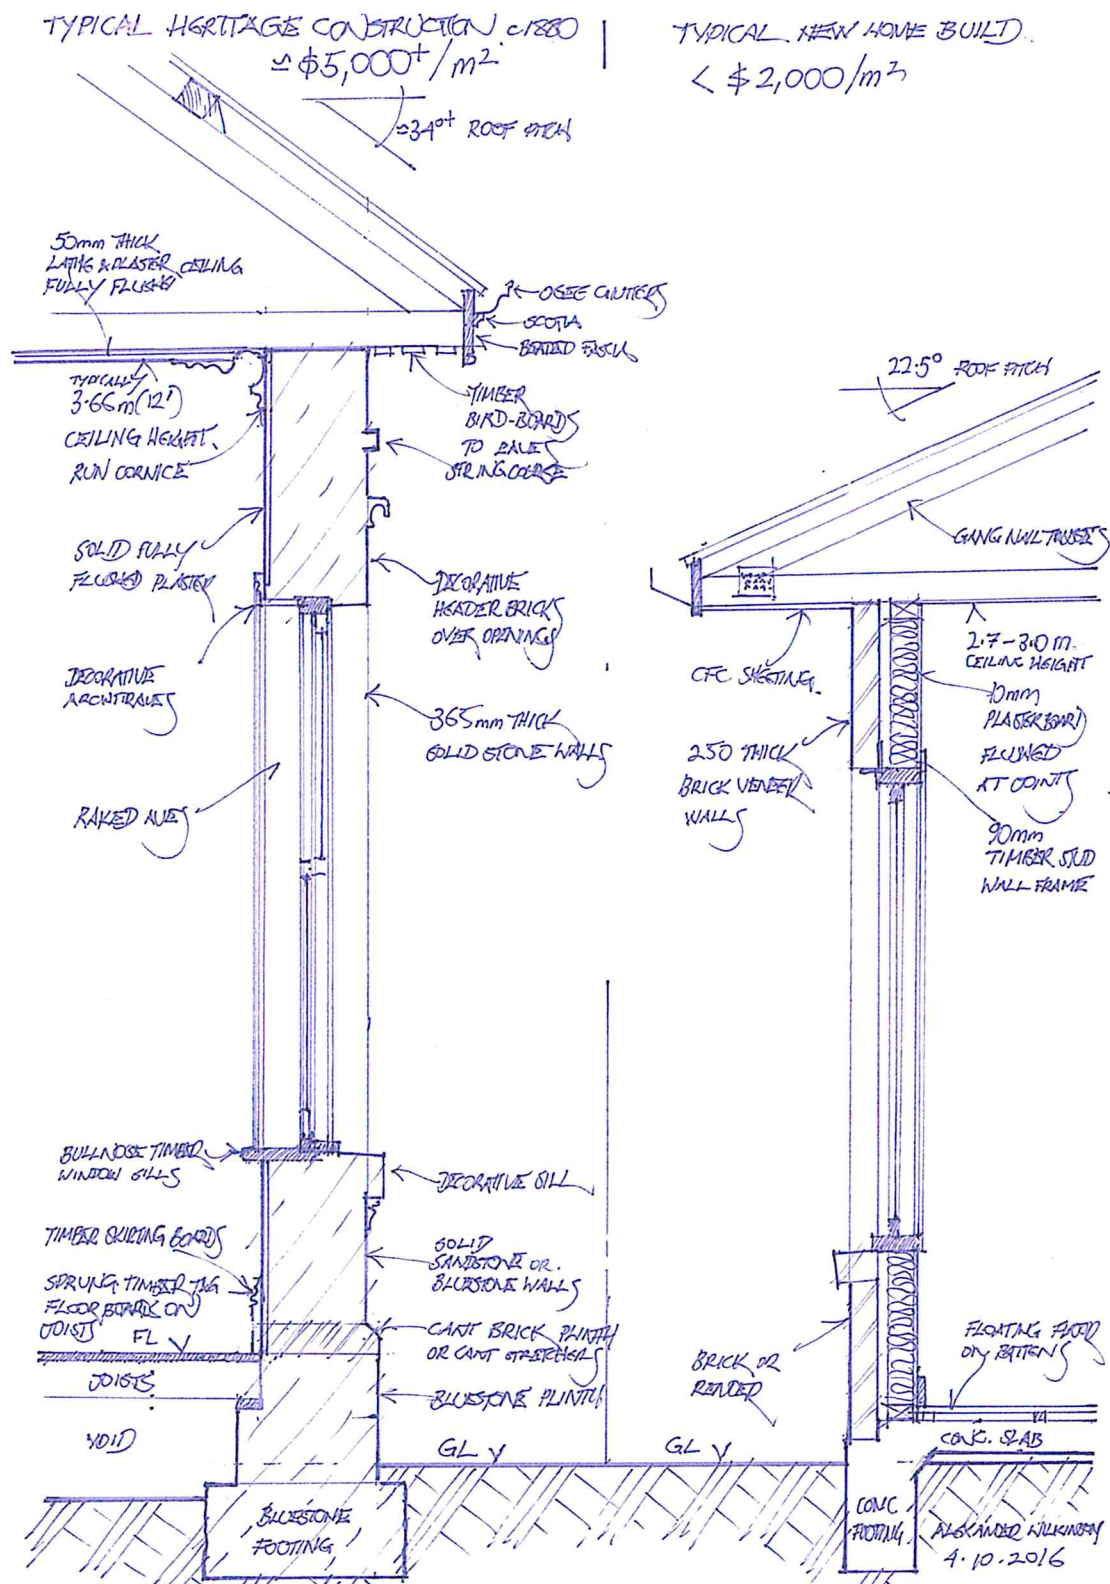 TYPICAL HERITAGE CONSTRUCTION c1880
≈ $5,000+/m²
≈34°+ ROOF PITCH
50mm THICK
LATHE & PLASTER CEILING
FULLY FLUSHED
OGEE GUTTERS
SCOTIA
BEADED FASCIA
TYPICALLY
3.66m (12')
CEILING HEIGHT.
RUN CORNICE
TIMBER
BIRD-BOARDS
TO EAVES
STRING COURSE
SOLID FULLY
FLUSHED PLASTER
DECORATIVE
HEADER BRICKS
OVER OPENINGS
DECORATIVE
ARCHITRAVES
365mm THICK
SOLID STONE WALLS
RAKED
BULLNOSE TIMBER
WINDOW SILLS
DECORATIVE SILL
TIMBER SKIRTING BOARDS
SOLID
SANDSTONE OR
BLUESTONE WALLS
SPRUNG TIMBER T&G
FLOOR BOARDS ON
JOISTS
FL
CANT BRICK PLINTH
OR CANT STRETCHERS
JOISTS
BLUESTONE PLINTH
VOID
GL
BLUESTONE
FOOTING
TYPICAL NEW HOME BUILD
< $2,000/m²
22.5° ROOF PITCH
GANG NAIL TRUSSES
2.7-3.0m
CEILING HEIGHT
CFC SHEETING.
10mm
PLASTERBOARD
FLUSHED
AT JOINTS
250 THICK
BRICK VENEER
WALLS
90mm
TIMBER STUD
WALL FRAME
FLOATING FLOOR
ON BATTENS
BRICK OR
RENDER
GL
CONC. SLAB
CONC
FOOTING
ALEXANDER WILKINSON
4.10.2016